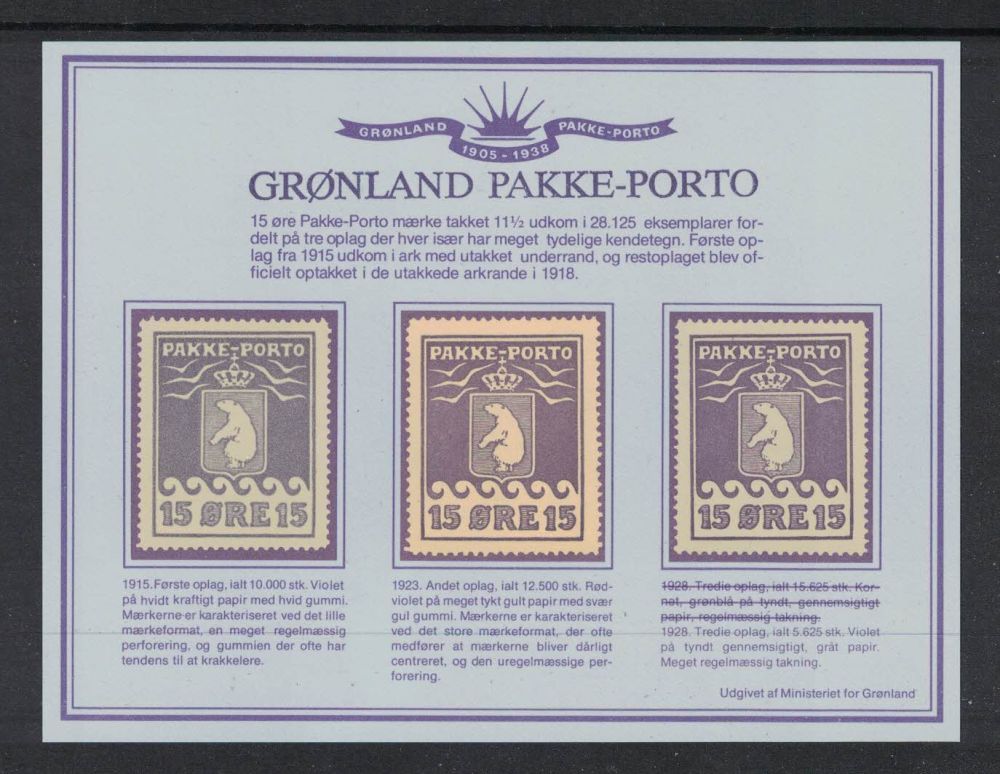 GRØNLAND PAKKE-PORTO
1905-1938
GRØNLAND PAKKE-PORTO
15 øre Pakke-Porto mærke takket 11½ udkom i 28.125 eksemplarer for-
delt på tre oplag der hver især har meget tydelige kendetegn. Første op-
lag fra 1915 udkom i ark med utakket underrand, og restoplaget blev of-
ficielt optakket i de utakkede arkrande i 1918.
PAKKE-PORTO
15 ØRE 15
PAKKE-PORTO
15 ØRE 15
PAKKE-PORTO
15 ØRE 15
1915. Første oplag, ialt 10.000 stk. Violet
på hvidt kraftigt papir med hvid gummi.
Mærkerne er karakteriseret ved det lille
mærkeformat, en meget regelmæssig
perforering, og gummien der ofte har
tendens til at krakkelere.
1923. Andet oplag, ialt 12.500 stk. Rød-
violet på meget tykt gult papir med svær
gul gummi. Mærkerne er karakteriseret
ved det store mærkeformat, der ofte
medfører at mærkerne bliver dårligt
centreret, og den uregelmæssige per-
forering.
1928. Tredie oplag, ialt 15.625 stk. Kor-
net, grønblå på tyndt, gennemsigtigt
papir, regelmæssig takning.
1928. Tredie oplag, ialt 5.625 stk. Violet
på tyndt gennemsigtigt, gråt papir.
Meget regelmæssig takning.
Udgivet af Ministeriet for Grønland